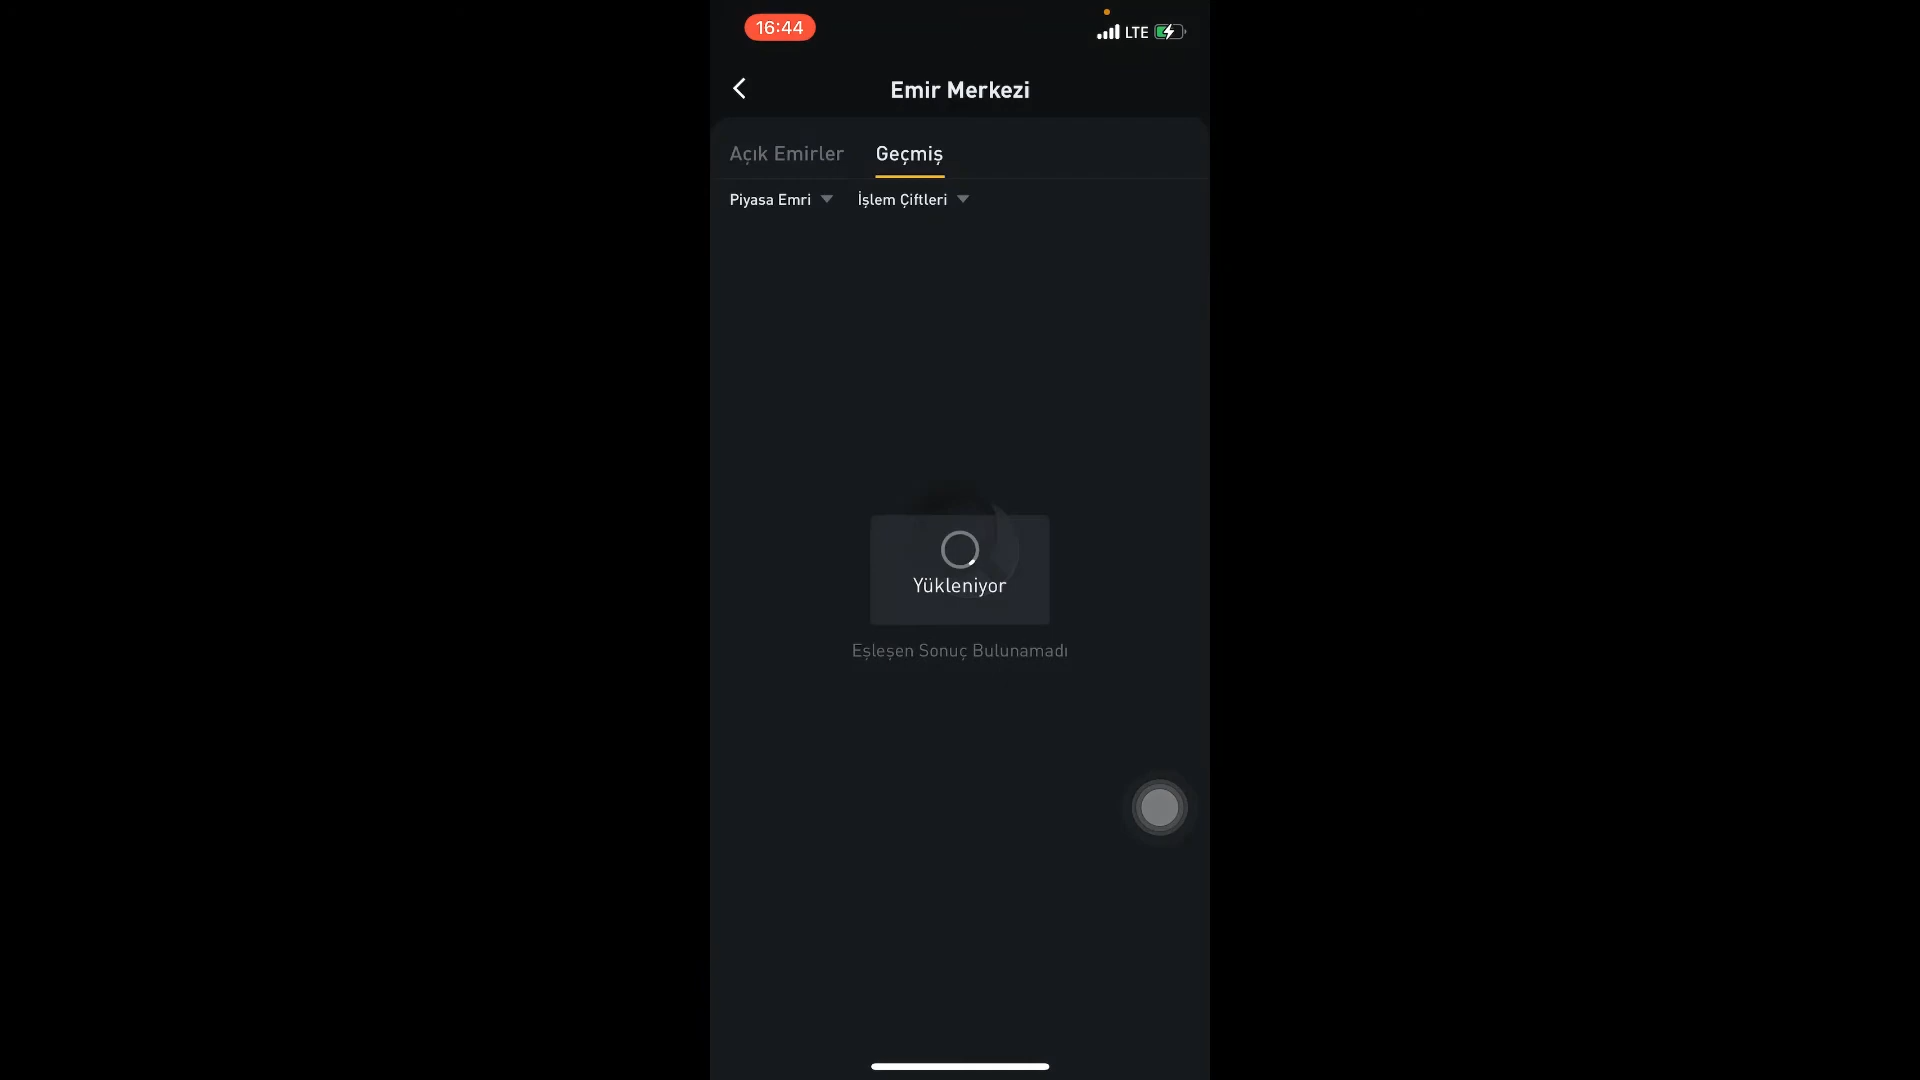 16:44
LTE
Emir Merkezi
Açık Emirler
Geçmiş
Piyasa Emri
İşlem Çiftleri
Yükleniyor
Eşleşen Sonuç Bulunamadı